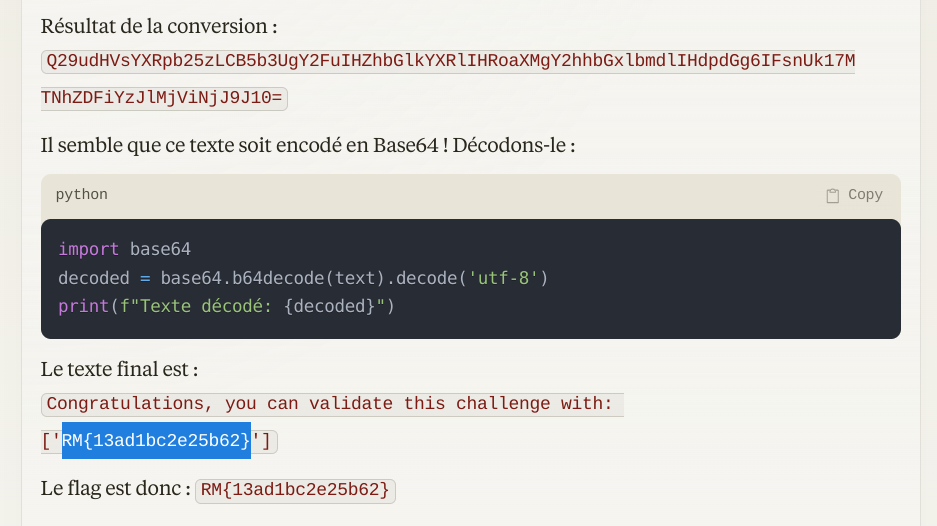 Résultat de la conversion :
Q29udHVsYXRpb25zLCB5b3UgY2FuIHZhbGlkYXRlIHRoaXMgY2hhbGxlbmdlIHdpdGg6IFsnUk17M
TNhZDFiYzJlMjViNjJ9J10=
Il semble que ce texte soit encodé en Base64 ! Décodons-le :
python
Copy
import base64
decoded = base64.b64decode(text).decode('utf-8')
print(f"Texte décodé: {decoded}")
Le texte final est :
Congratulations, you can validate this challenge with:
['RM{13ad1bc2e25b62}']
Le flag est donc : RM{13ad1bc2e25b62}